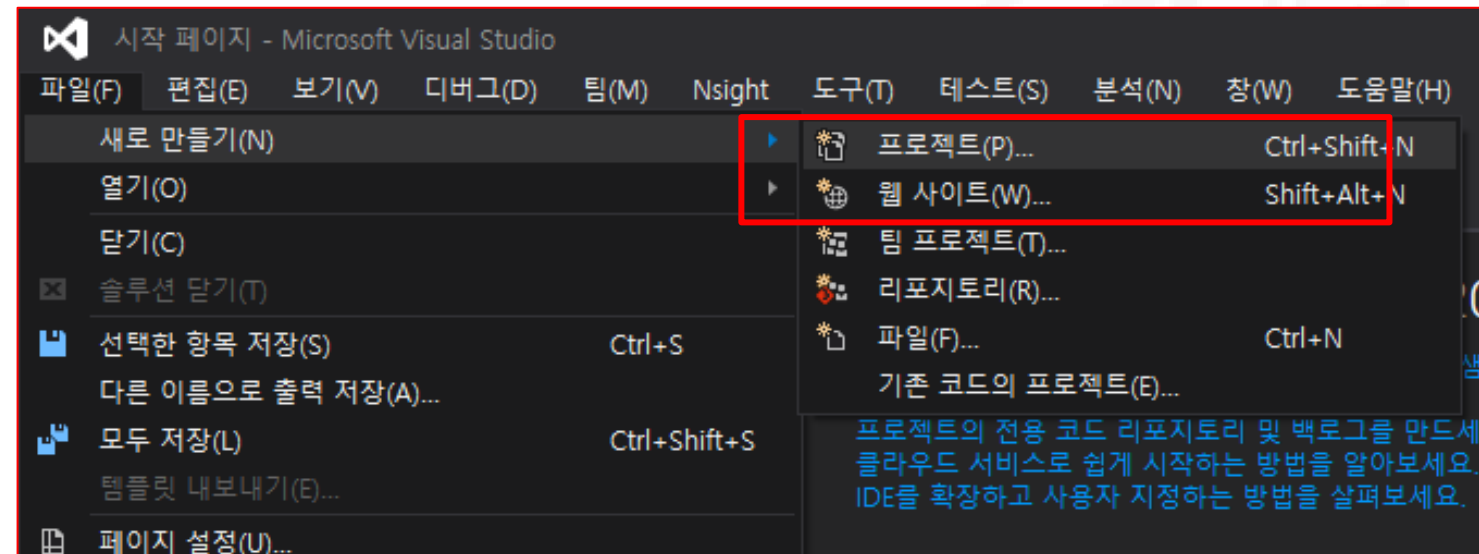 시작 페이지 - Microsoft Visual Studio
파일(F) 편집(E) 보기(V) 디버그(D) 팀(M) Nsight 도구(T) 테스트(S) 분석(N) 창(W) 도움말(H)
새로 만들기(N)
열기(O)
닫기(C)
솔루션 닫기(T)
선택한 항목 저장(S) Ctrl+S
다른 이름으로 출력 저장(A)...
모두 저장(L) Ctrl+Shift+S
템플릿 내보내기(E)...
페이지 설정(U)...
프로젝트(P)... Ctrl+Shift+N
웹 사이트(W)... Shift+Alt+N
팀 프로젝트(T)...
리포지토리(R)...
파일(F)... Ctrl+N
기존 코드의 프로젝트(E)...
프로젝트의 전용 코드 리포지토리 및 백로그를 만드세
클라우드 서비스로 쉽게 시작하는 방법을 알아보세요.
IDE를 확장하고 사용자 지정하는 방법을 살펴보세요.